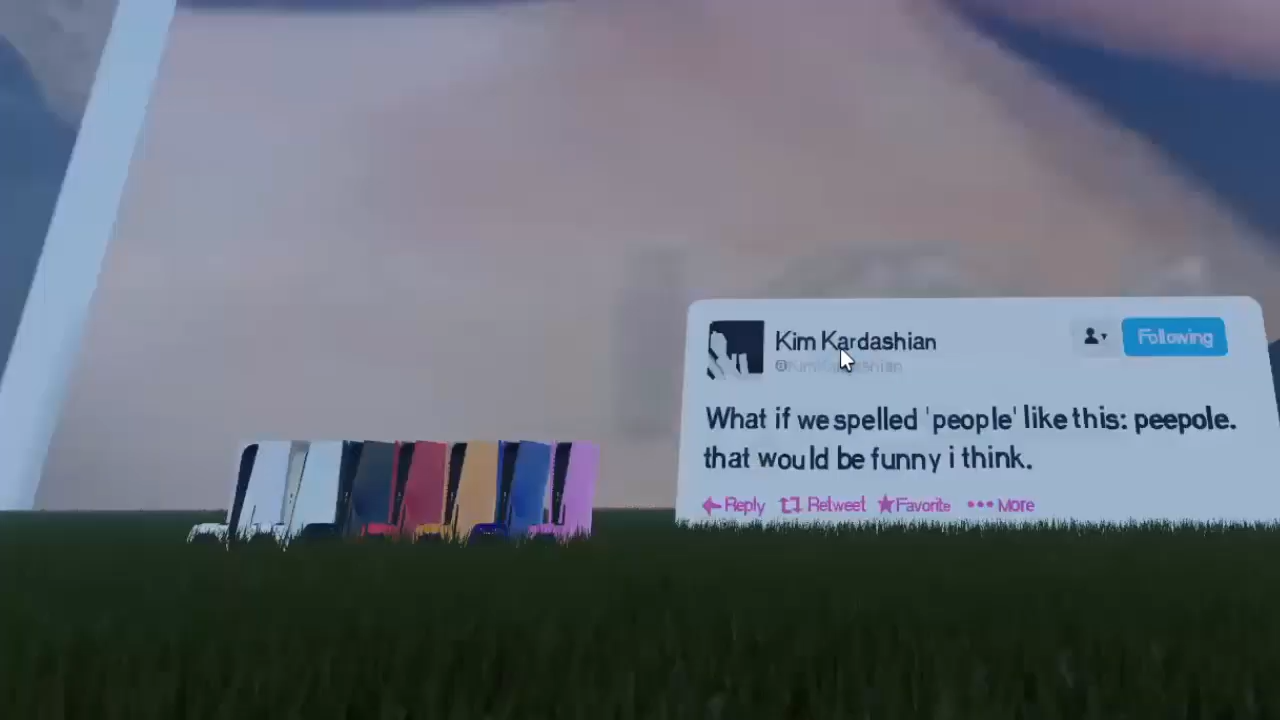 Kim Kardashian
Following
What if we spelled 'people' like this: peepole.
that would be funny i think.
Reply Retweet Favorite More